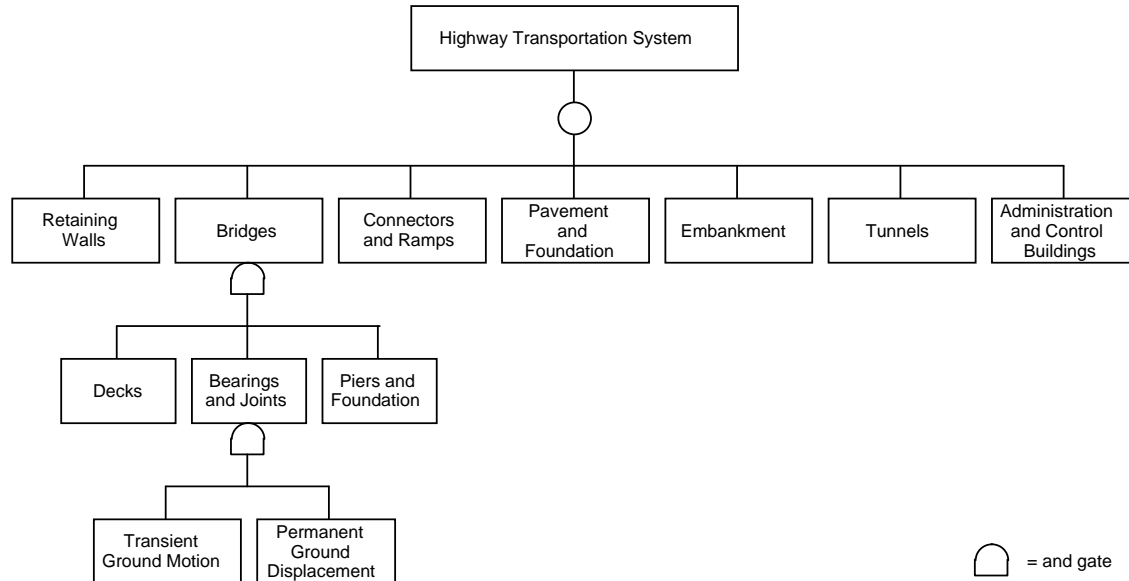 Highway Transportation System
Retaining
Walls
Bridges
Connectors
and Ramps
Pavement
and
Foundation
Embankment
Tunnels
Administration
and Control
Buildings
Decks
Bearings
and Joints
Piers and
Foundation
Transient
Ground Motion
Permanent
Ground
Displacement
= and gate